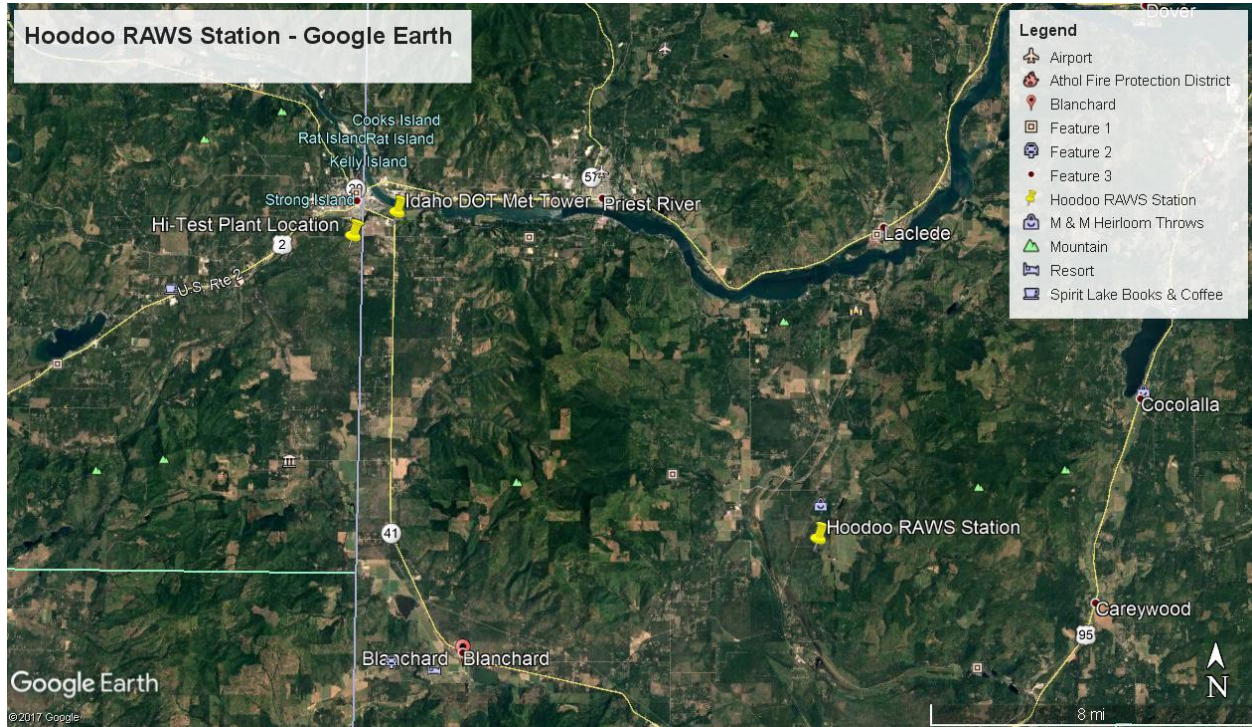 Hoodoo RAWS Station - Google Earth
Legend
Airport
Athol Fire Protection District
Blanchard
Feature 1
Feature 2
Feature 3
Hoodoo RAWS Station
M & M Heirloom Throws
Mountain
Resort
Spirit Lake Books & Coffee
Dover
Cooks Island
Rat Island Rat Island
Kelly Island
20
57
Strong Island
Idaho DOT Met Tower
Priest River
Hi-Test Plant Location
2
Laclede
U.S. Rte 2
Cocolalla
Hoodoo RAWS Station
41
Careywood
95
Blanchard
Blanchard
Google Earth
©2017 Google
N
8 mi